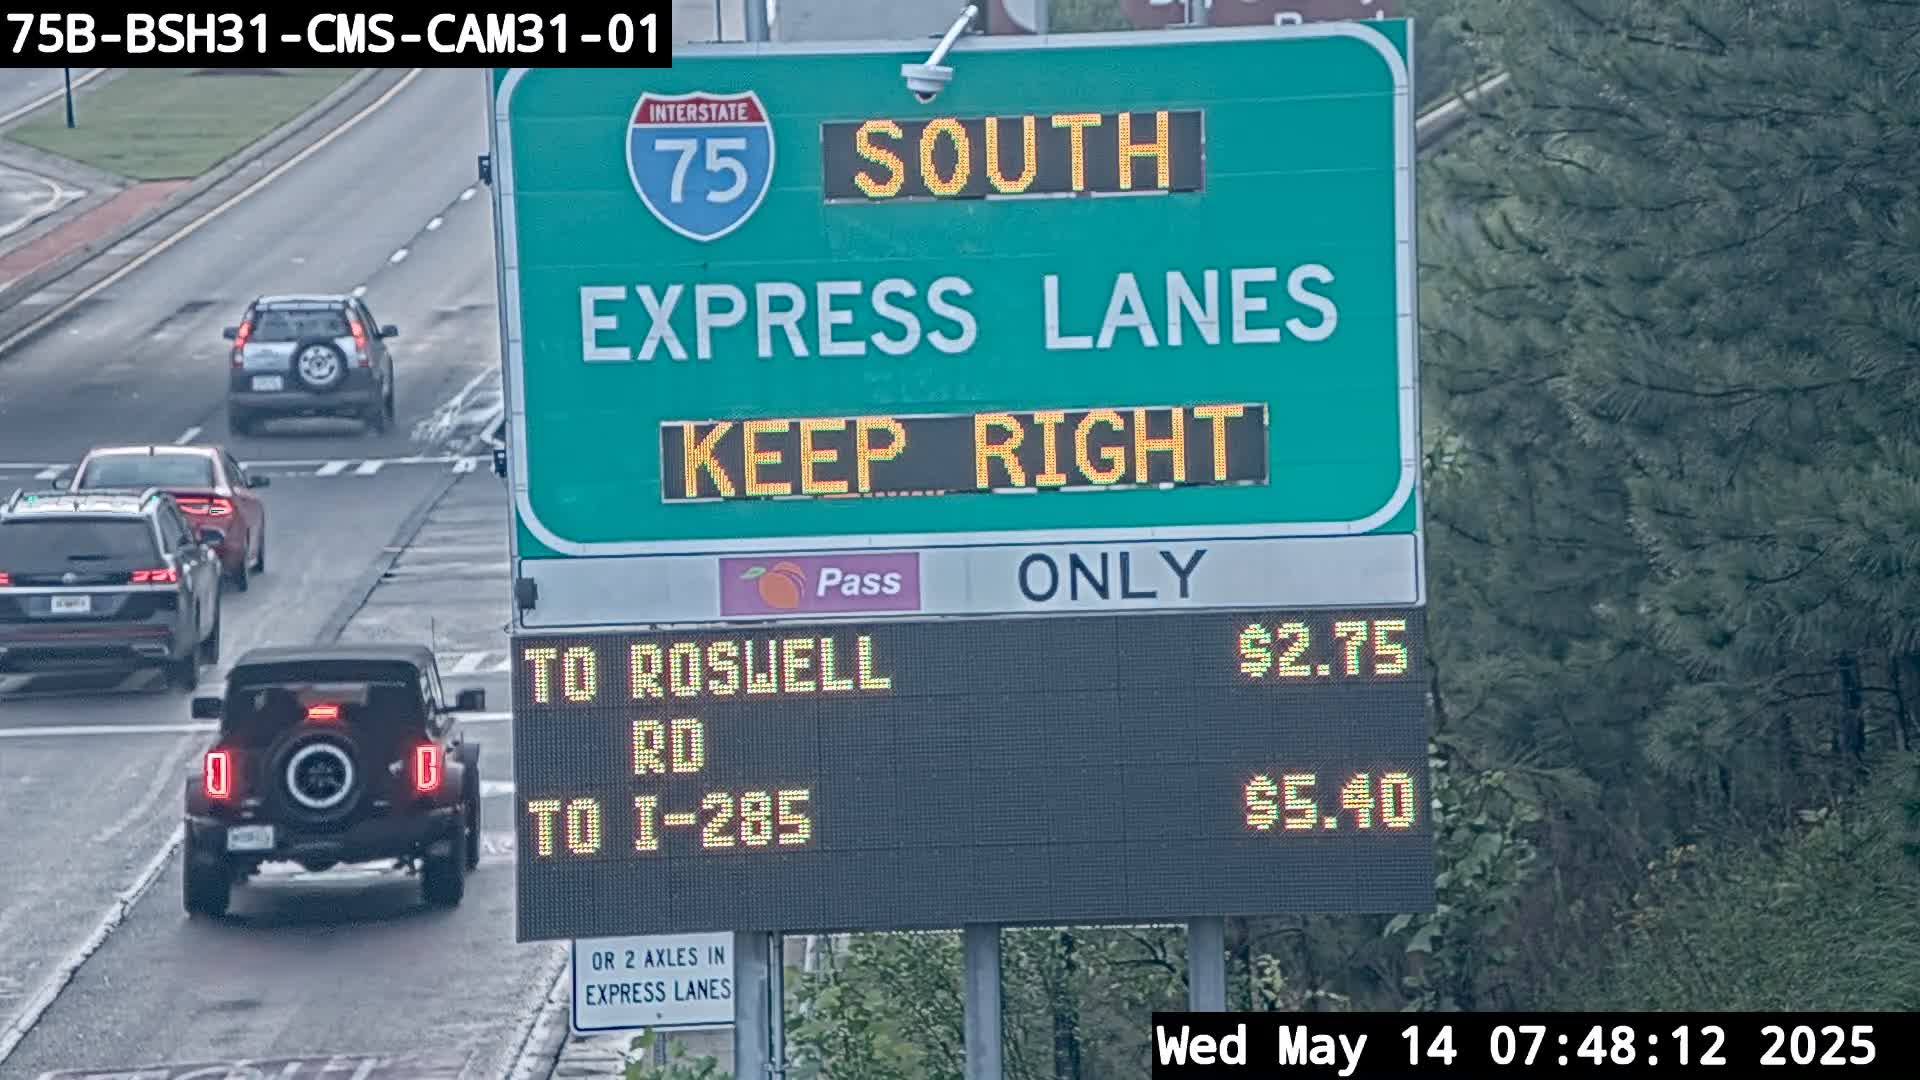 75B-BSH31-CMS-CAM31-01
INTERSTATE
75
SOUTH
EXPRESS LANES
KEEP RIGHT
Pass ONLY
TO ROSWELL $2.75
RD
TO I-285 $5.40
OR 2 AXLES IN
EXPRESS LANES
Wed May 14 07:48:12 2025